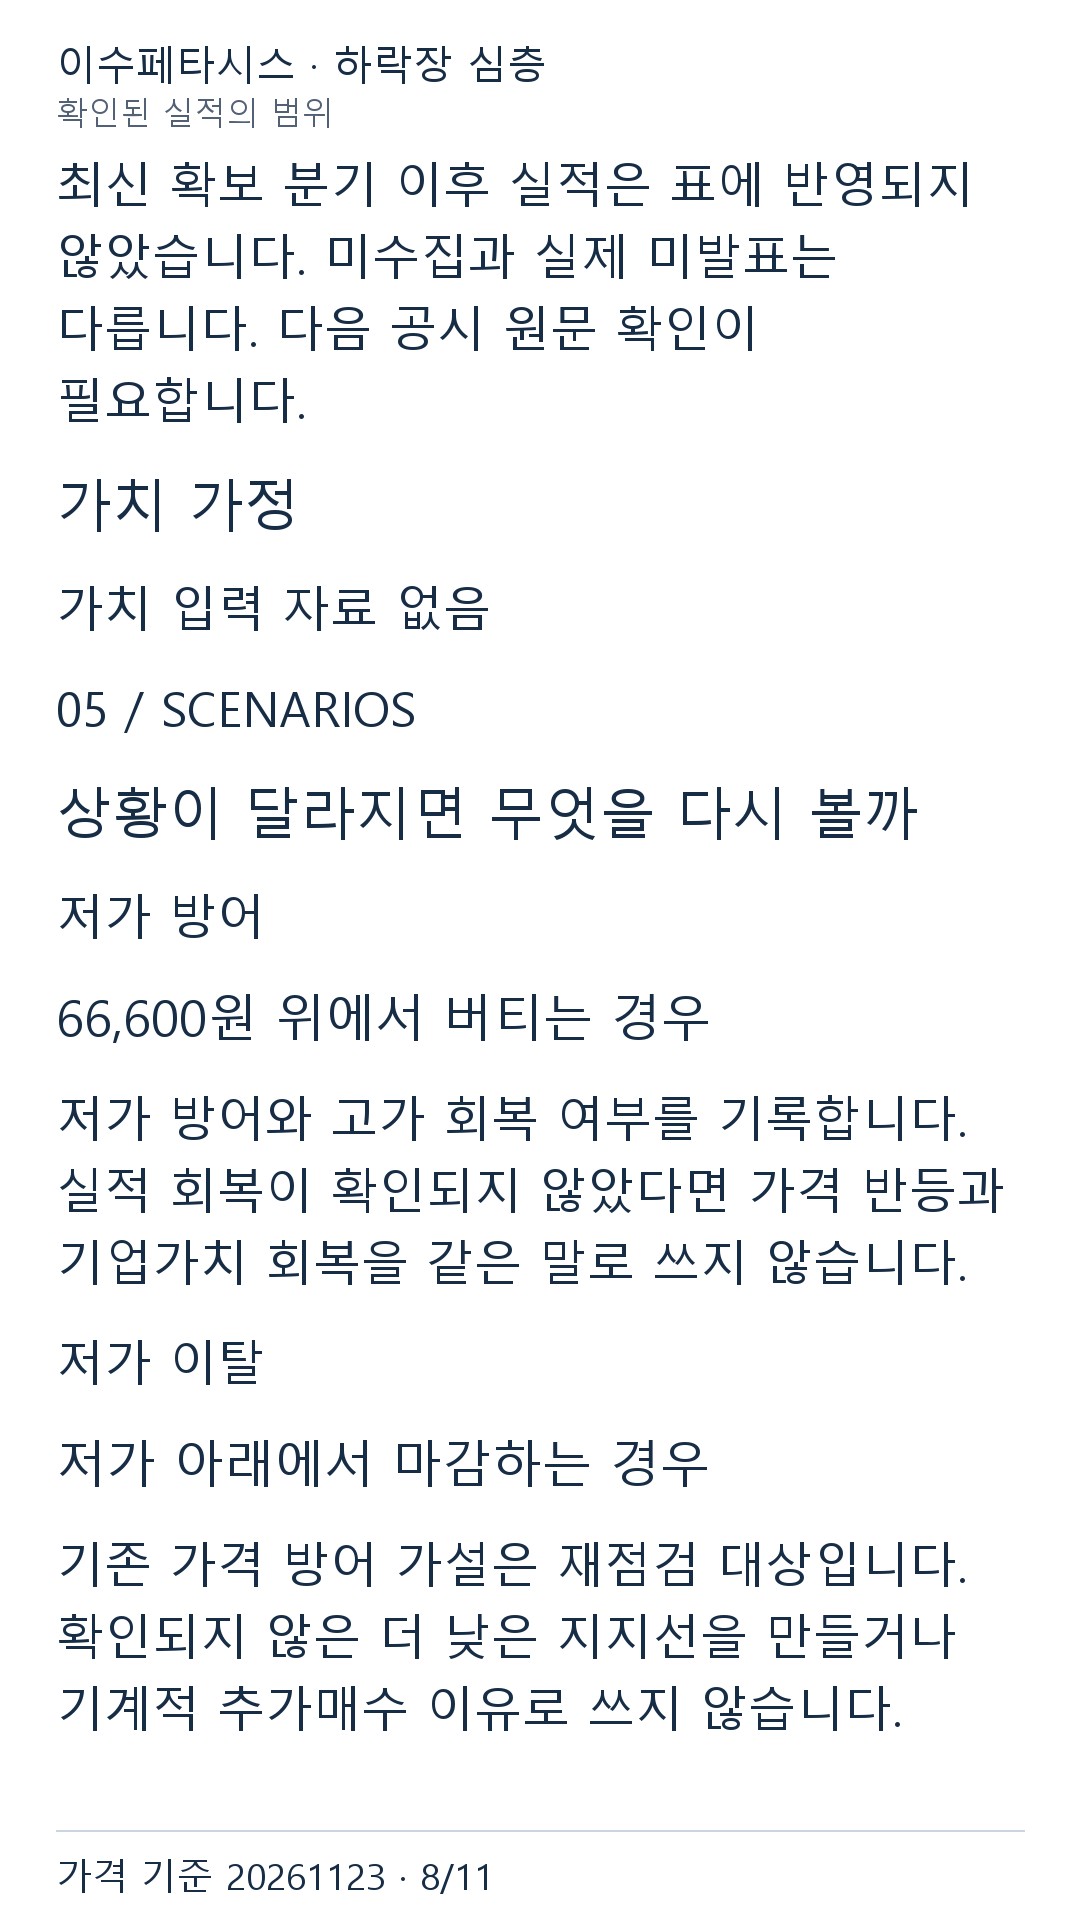 이수페타시스 · 하락장 심층
확인된 실적의 범위
최신 확보 분기 이후 실적은 표에 반영되지
않았습니다. 미수집과 실제 미발표는
다릅니다. 다음 공시 원문 확인이
필요합니다.
가치 가정
가치 입력 자료 없음
05 / SCENARIOS
상황이 달라지면 무엇을 다시 볼까
저가 방어
66,600원 위에서 버티는 경우
저가 방어와 고가 회복 여부를 기록합니다.
실적 회복이 확인되지 않았다면 가격 반등과
기업가치 회복을 같은 말로 쓰지 않습니다.
저가 이탈
저가 아래에서 마감하는 경우
기존 가격 방어 가설은 재점검 대상입니다.
확인되지 않은 더 낮은 지지선을 만들거나
기계적 추가매수 이유로 쓰지 않습니다.
가격 기준 20261123 · 8/11